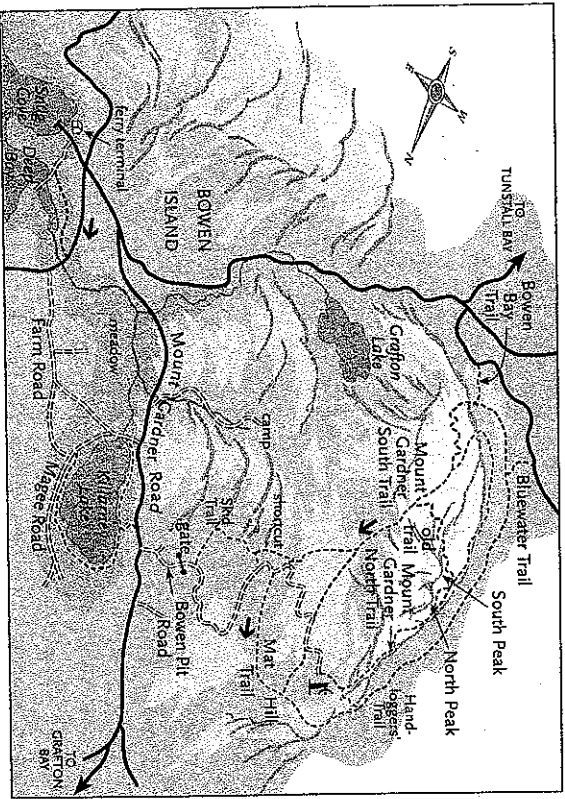 S
E
W
N
TO
TUNSTALL BAY
Bowen
Bay
Trail
Bluewater Trail
South Peak
North Peak
Grafton
Lake
Mount
Gardner
South Trail
old
trail
Mount
Gardner
North Trail
Hand-
loggers'
Trail
ferry terminal
Snug
Cove
Deep
Bay
BOWEN
ISLAND
meadow
Mount Gardner Road
camp
shortcut
Skid
Trail
gate
Bowen Pit
Road
Mat Hill
Trail
Farm Road
Magee Road
Killarney
Lake
TO
GRAFTON
BAY